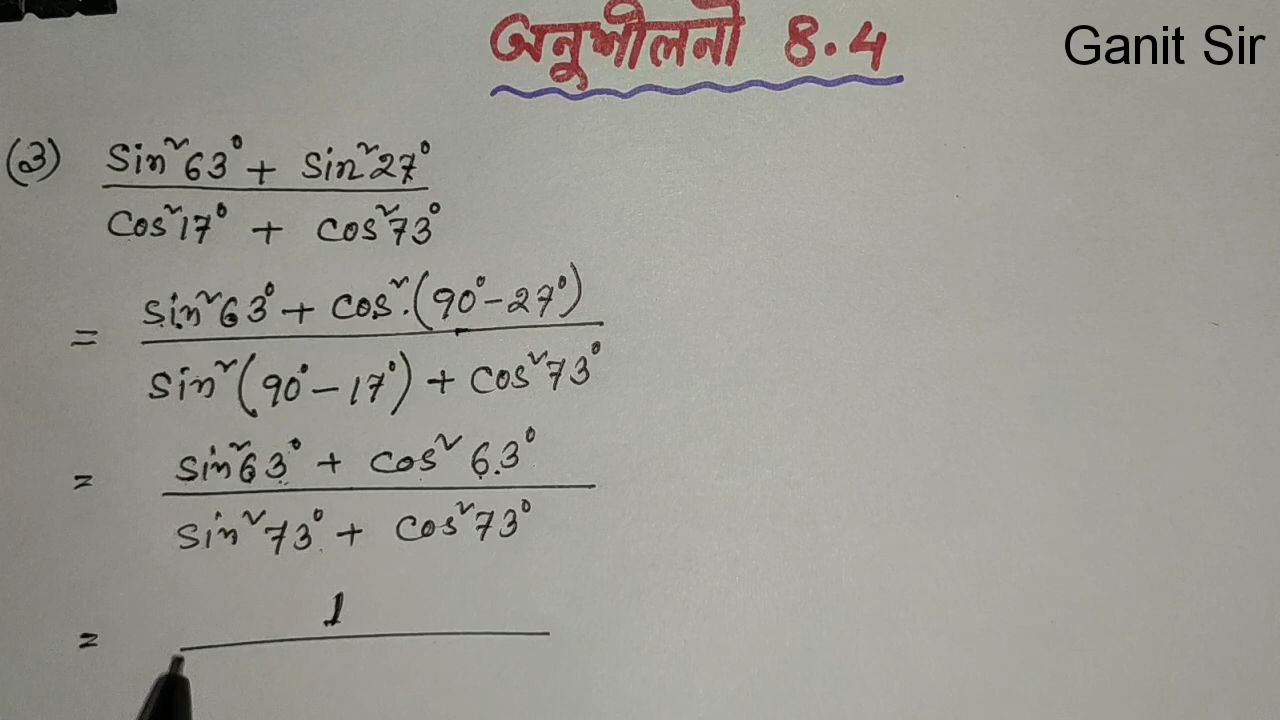 অনুশীলনী 8.4
Ganit Sir
(3) sin²63° + sin²27°
cos²17° + cos²73°
= sin²63° + cos²(90°-27°)
sin²(90°-17°) + cos²73°
= sin²63° + cos²63°
sin²73° + cos²73°
= 1